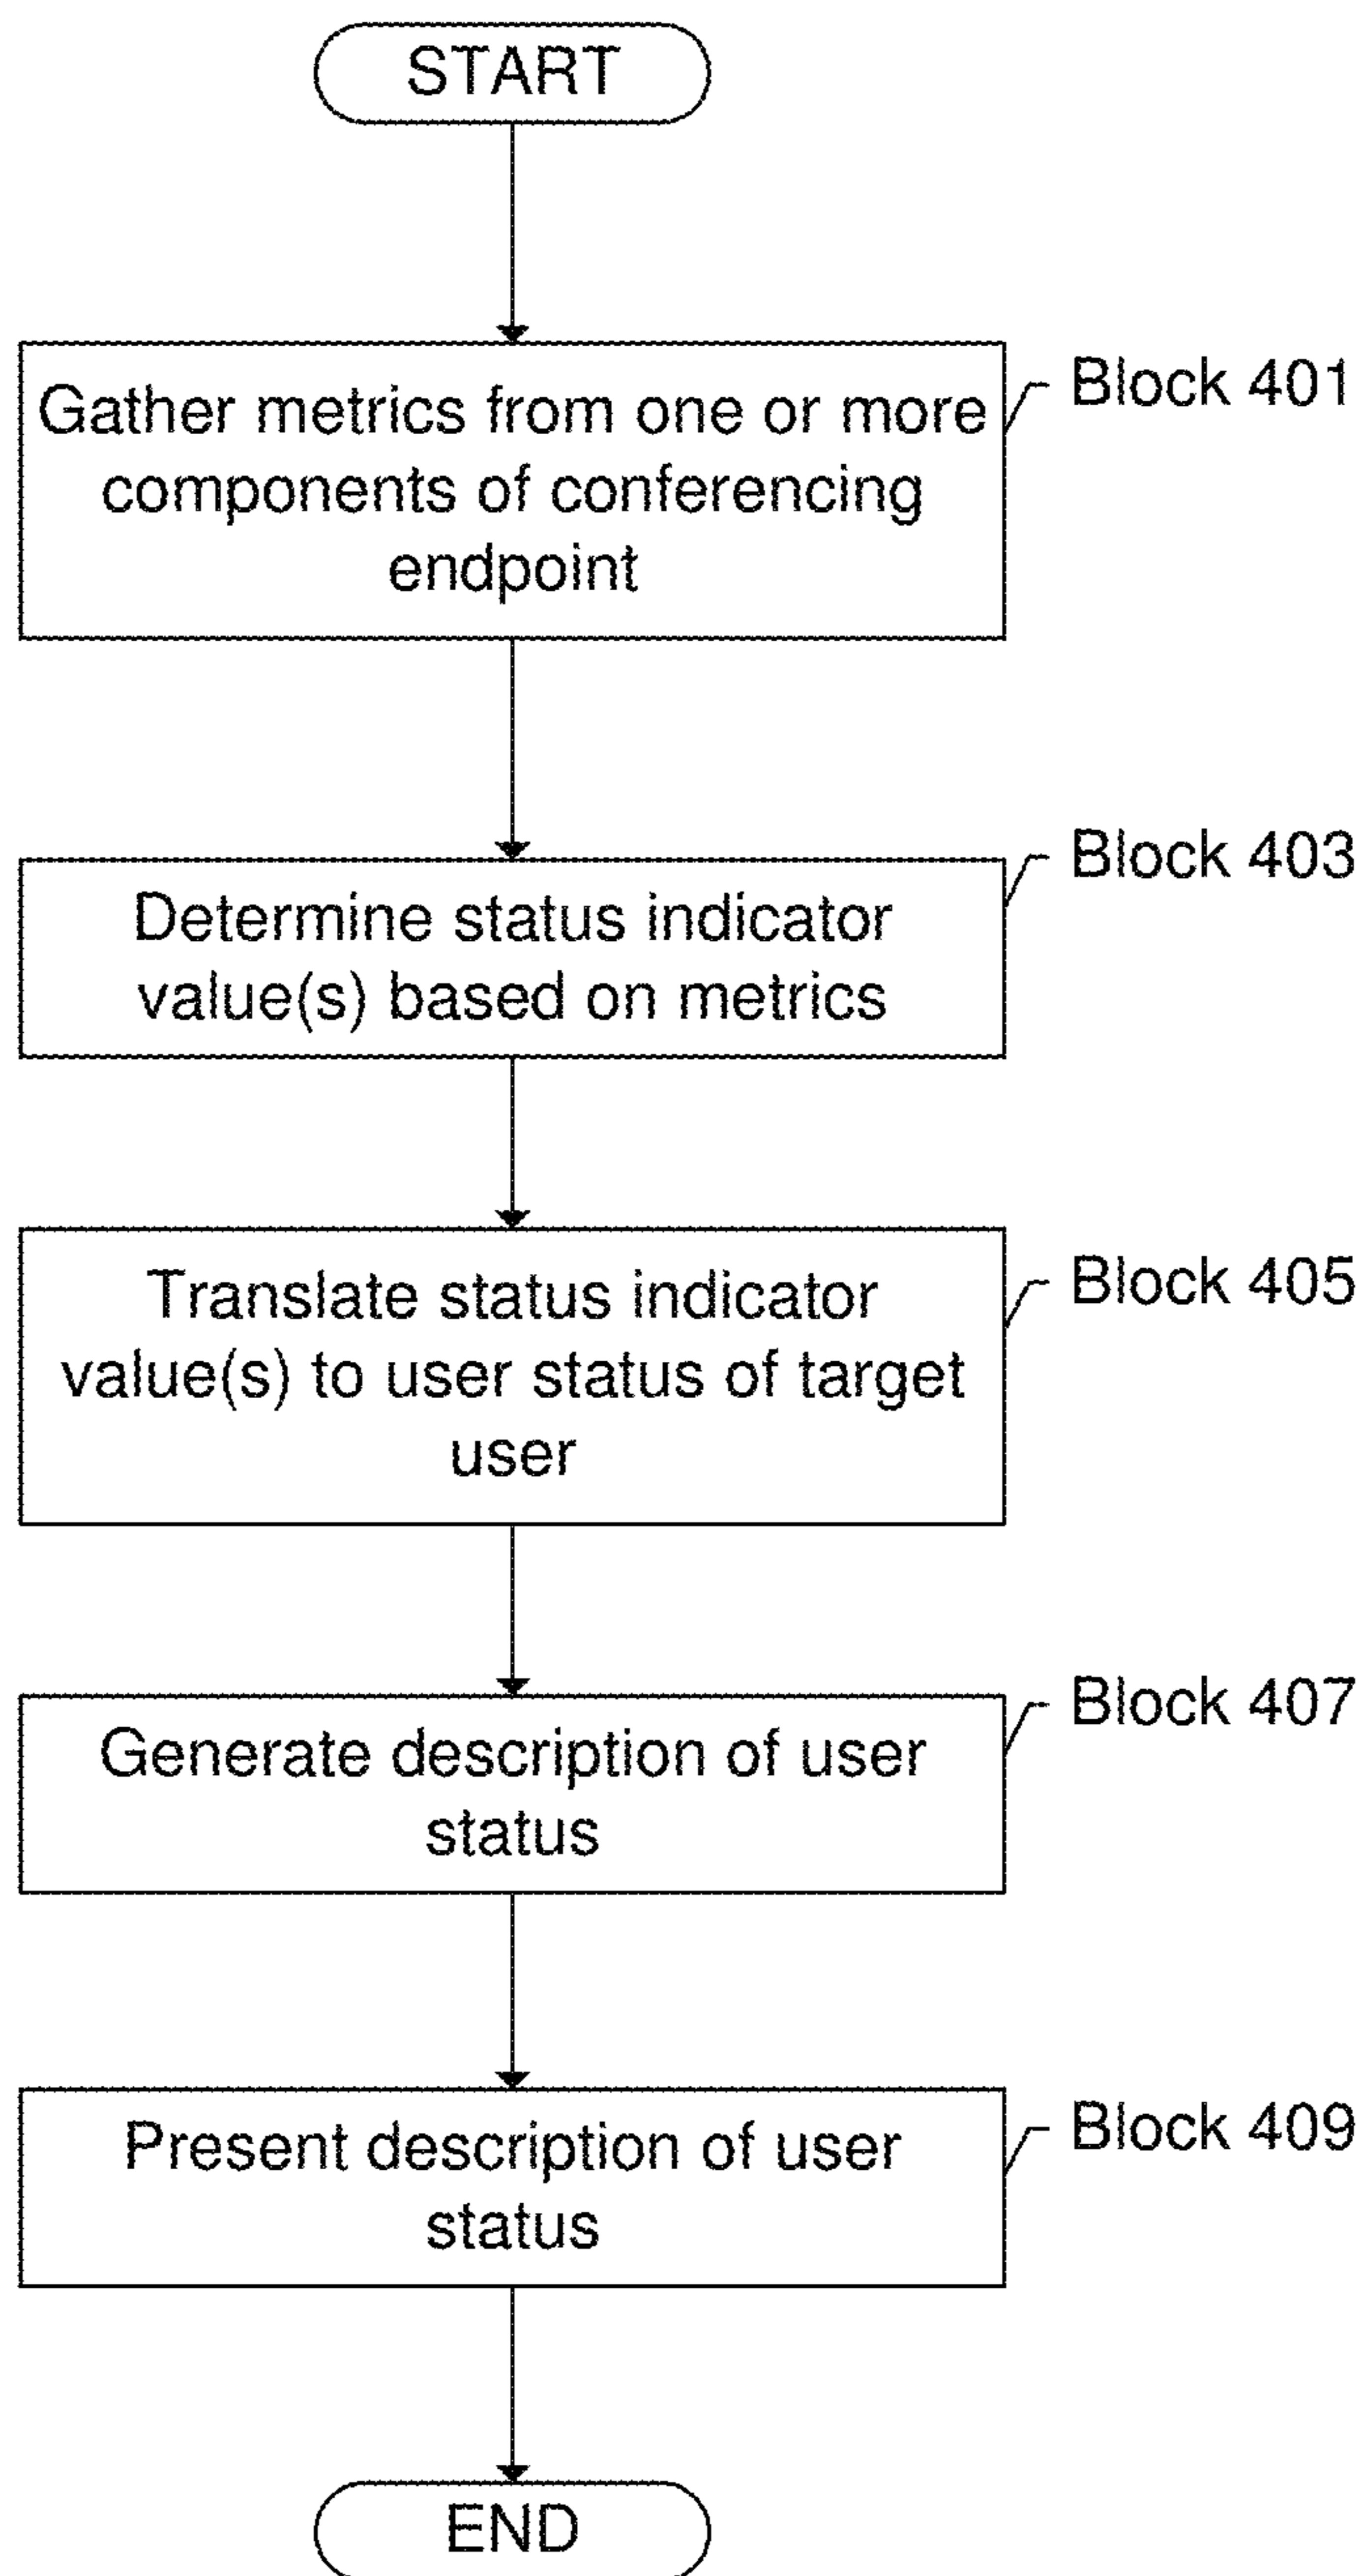 START
Gather metrics from one or more
components of conferencing
endpoint
Block 401
Determine status indicator
value(s) based on metrics
Block 403
Translate status indicator
value(s) to user status of target
user
Block 405
Generate description of user
status
Block 407
Present description of user
status
Block 409
END